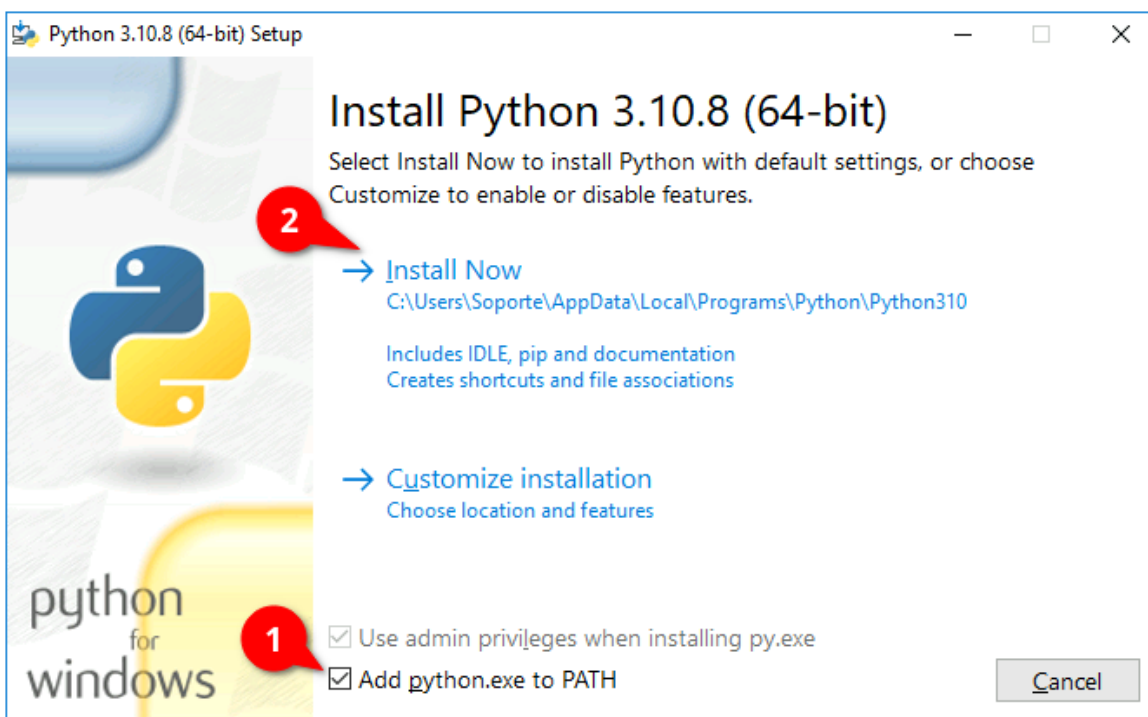 Python 3.10.8 (64-bit) Setup
Install Python 3.10.8 (64-bit)
Select Install Now to install Python with default settings, or choose
Customize to enable or disable features.
2
Install Now
C:\Users\Soporte\AppData\Local\Programs\Python\Python310
Includes IDLE, pip and documentation
Creates shortcuts and file associations
Customize installation
Choose location and features
python
for
windows
1
Use admin privileges when installing py.exe
Add python.exe to PATH
Cancel